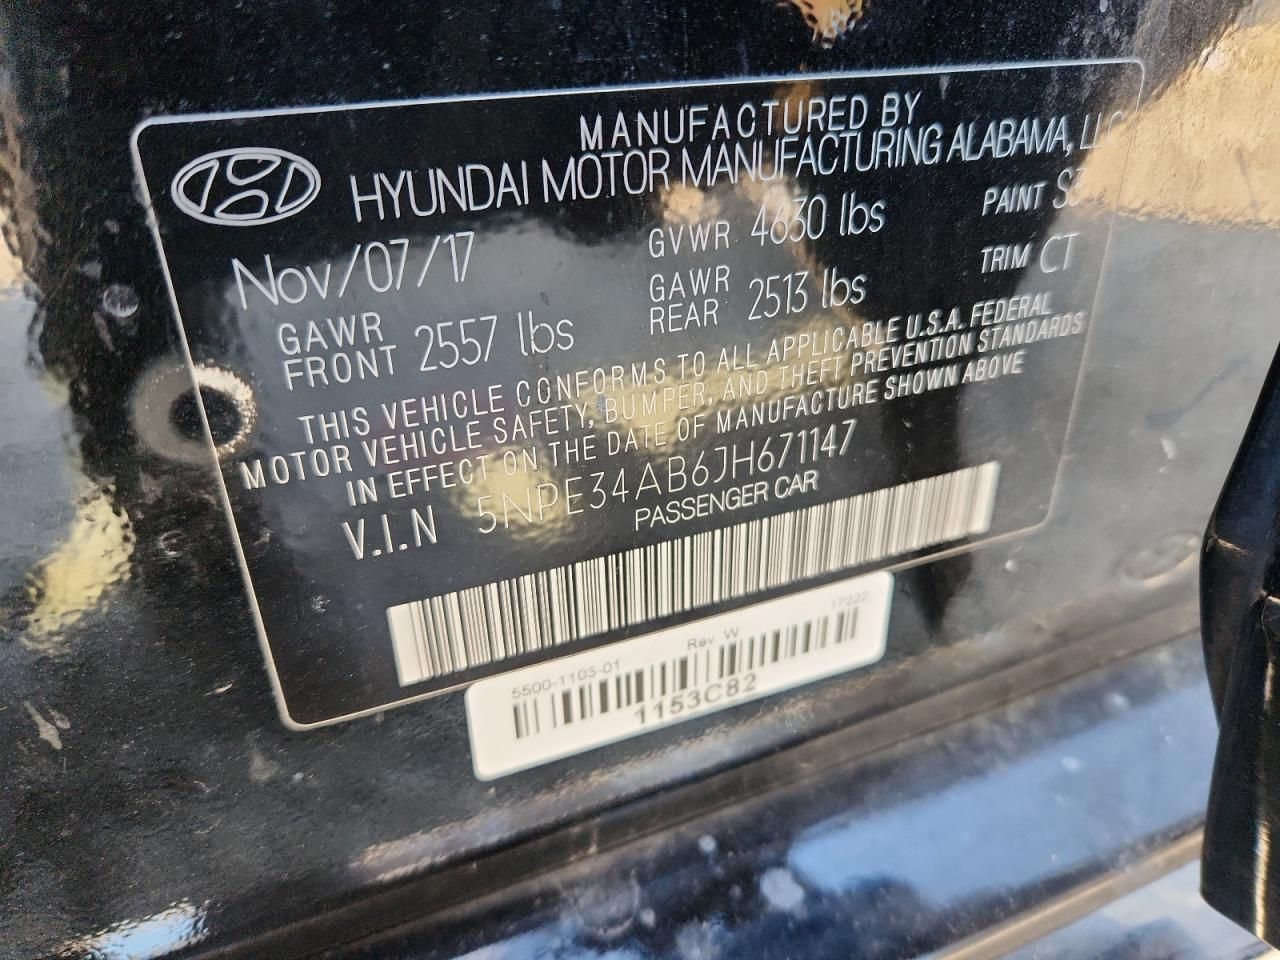 MANUFACTURED BY
HYUNDAI MOTOR MANUFACTURING ALABAMA, LLC
Nov/07/17 GVWR 4630 lbs PAINT
GAWR FRONT 2557 lbs GAWR REAR 2513 lbs TRIM CT
THIS VEHICLE CONFORMS TO ALL APPLICABLE U.S.A. FEDERAL
MOTOR VEHICLE SAFETY, BUMPER, AND THEFT PREVENTION STANDARDS
IN EFFECT ON THE DATE OF MANUFACTURE SHOWN ABOVE
V.I.N 5NPE34AB6JH671147
PASSENGER CAR
5500-1103-01 Rev. W 17222
1153C82